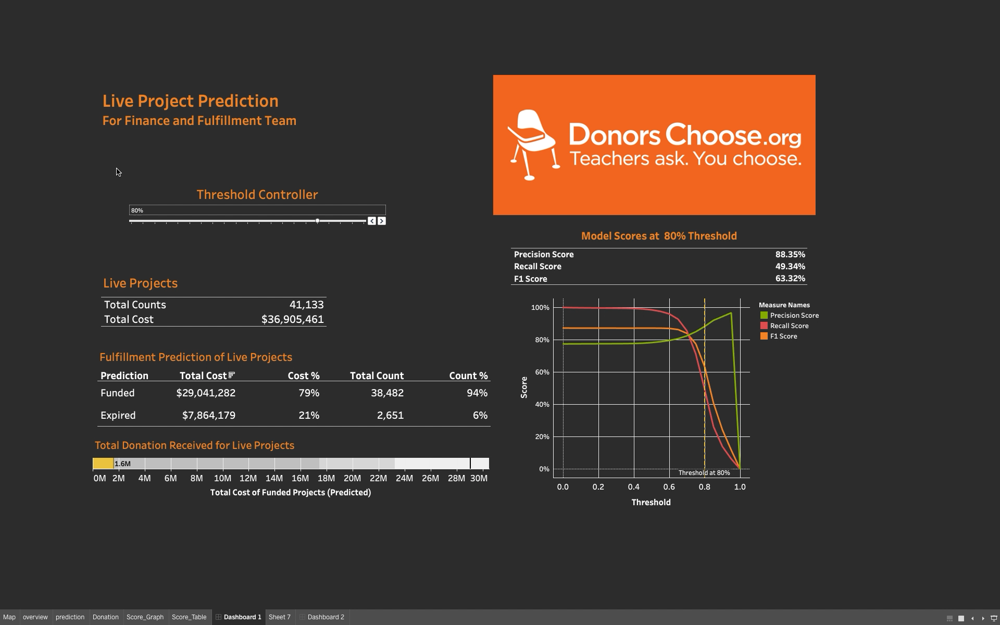 Live Project Prediction
For Finance and Fulfillment Team
DonorsChoose.org
Teachers ask. You choose.
Threshold Controller
80%
Live Projects
Total Counts 41,133
Total Cost $36,905,461
Fulfillment Prediction of Live Projects
Prediction Total Cost Cost % Total Count Count %
Funded $29,041,282 79% 38,482 94%
Expired $7,864,179 21% 2,651 6%
Total Donation Received for Live Projects
1.6M
0M 2M 4M 6M 8M 10M 12M 14M 16M 18M 20M 22M 24M 26M 28M 30M
Total Cost of Funded Projects (Predicted)
Model Scores at 80% Threshold
Precision Score 88.35%
Recall Score 49.34%
F1 Score 63.32%
Measure Names
Precision Score
Recall Score
F1 Score
100%
80%
60%
40%
20%
0%
Score
Threshold at 80%
0.0 0.2 0.4 0.6 0.8 1.0
Threshold
Map overview prediction Donation Score_Graph Score_Table Dashboard 1 Sheet 7 Dashboard 2